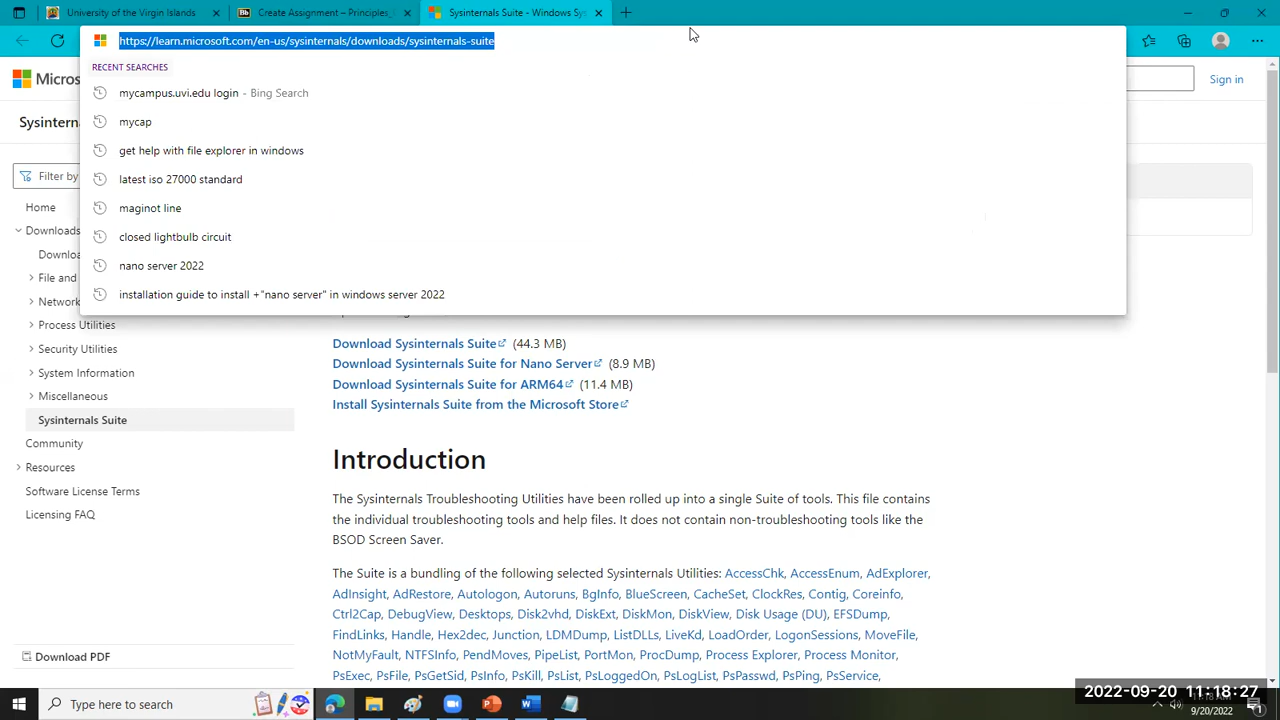 University of the Virgin Islands
Create Assignment – Principles_
Sysinternals Suite - Windows Sys
https://learn.microsoft.com/en-us/sysinternals/downloads/sysinternals-suite
RECENT SEARCHES
mycampus.uvi.edu login - Bing Search
mycap
get help with file explorer in windows
latest iso 27000 standard
maginot line
closed lightbulb circuit
nano server 2022
installation guide to install +"nano server" in windows server 2022
Micros
Sign in
Sysintern
Filter by
Home
Downloads
Downloa
File and
Network
Process Utilities
Security Utilities
System Information
Miscellaneous
Sysinternals Suite
Community
Resources
Software License Terms
Licensing FAQ
Download PDF
Download Sysinternals Suite (44.3 MB)
Download Sysinternals Suite for Nano Server (8.9 MB)
Download Sysinternals Suite for ARM64 (11.4 MB)
Install Sysinternals Suite from the Microsoft Store
Introduction
The Sysinternals Troubleshooting Utilities have been rolled up into a single Suite of tools. This file contains
the individual troubleshooting tools and help files. It does not contain non-troubleshooting tools like the
BSOD Screen Saver.
The Suite is a bundling of the following selected Sysinternals Utilities: AccessChk, AccessEnum, AdExplorer,
AdInsight, AdRestore, Autologon, Autoruns, BgInfo, BlueScreen, CacheSet, ClockRes, Contig, Coreinfo,
Ctrl2Cap, DebugView, Desktops, Disk2vhd, DiskExt, DiskMon, DiskView, Disk Usage (DU), EFSDump,
FindLinks, Handle, Hex2dec, Junction, LDMDump, ListDLLs, LiveKd, LoadOrder, LogonSessions, MoveFile,
NotMyFault, NTFSInfo, PendMoves, PipeList, PortMon, ProcDump, Process Explorer, Process Monitor,
PsExec, PsFile, PsGetSid, PsInfo, PsKill, PsList, PsLoggedOn, PsLogList, PsPasswd, PsPing, PsService,
Type here to search
2022-09-20 11:18:27
9/20/2022